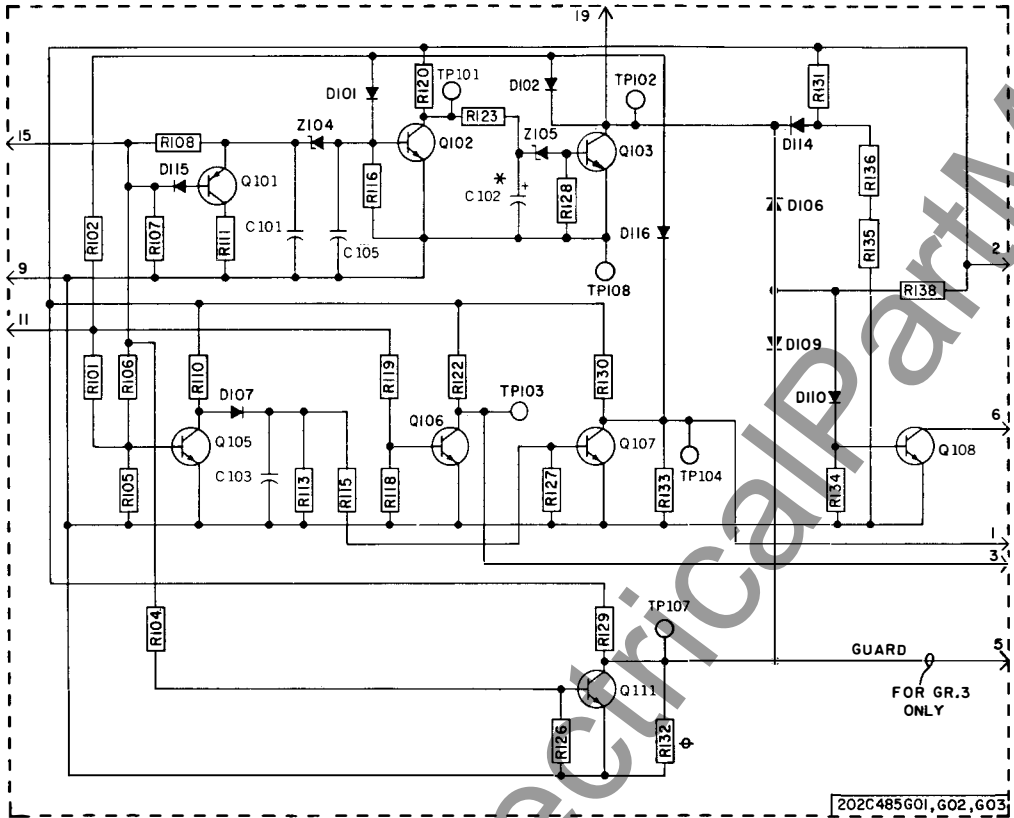 19
R120
TP101
D101
D102
TP102
R131
R123
D114
Z104
Z105
15
R108
Q102
Q103
D115
Q101
R116
*
C102
+
R128
R136
R102
R107
R111
C101
C105
D116
D106
R135
9
TP108
2
R138
11
R101
R106
R110
D107
R119
R122
TP103
R130
D109
D110
Q105
Q106
Q107
6
Q108
R105
C103
R113
R115
R118
R127
R133
TP104
R134
1
3
R104
R129
TP107
GUARD
5
Q111
FOR GR.3
ONLY
R126
R132
φ
202C485G01,G02,G03
ectricalPartM